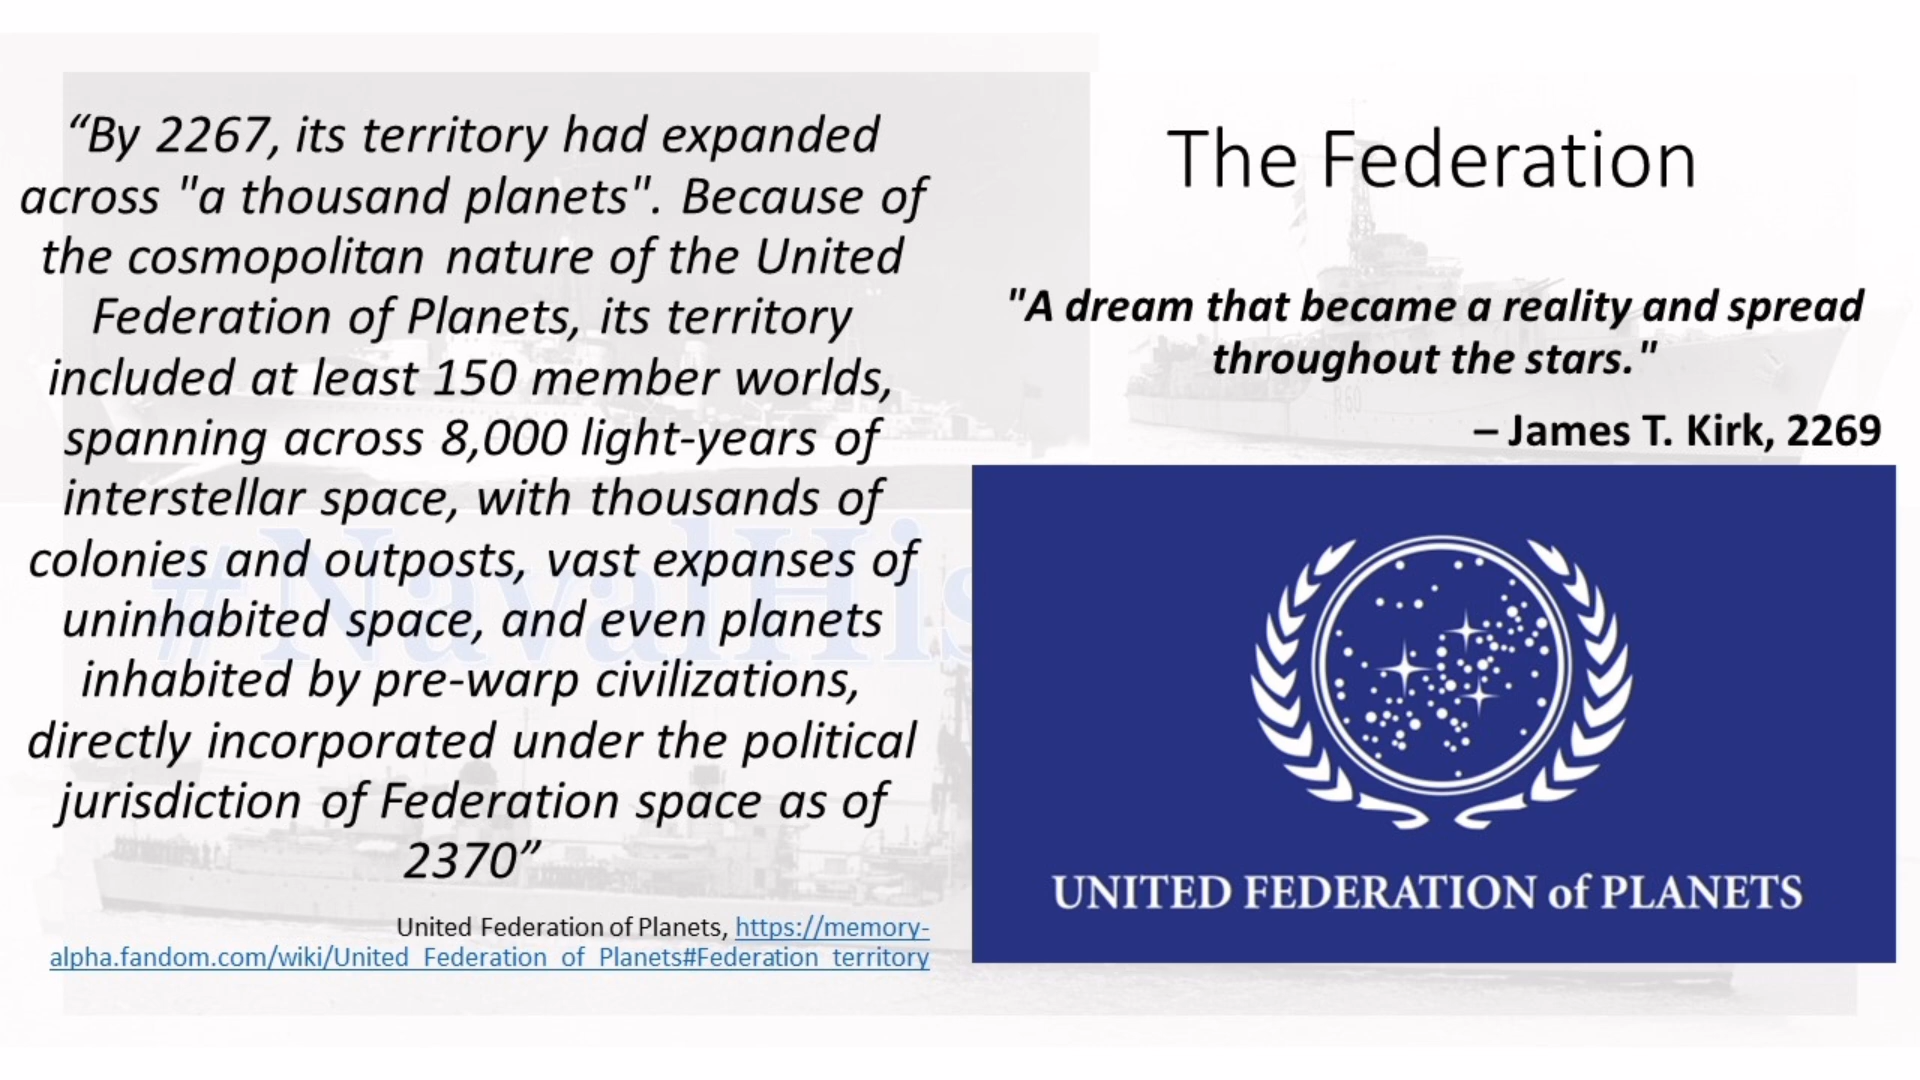 “By 2267, its territory had expanded
across "a thousand planets". Because of
the cosmopolitan nature of the United
Federation of Planets, its territory
included at least 150 member worlds,
spanning across 8,000 light-years of
interstellar space, with thousands of
colonies and outposts, vast expanses of
uninhabited space, and even planets
inhabited by pre-warp civilizations,
directly incorporated under the political
jurisdiction of Federation space as of
2370”
United Federation of Planets, https://memory-
alpha.fandom.com/wiki/United_Federation_of_Planets#Federation_territory
The Federation
"A dream that became a reality and spread
throughout the stars."
– James T. Kirk, 2269
R60
#NavalHis
UNITED FEDERATION of PLANETS